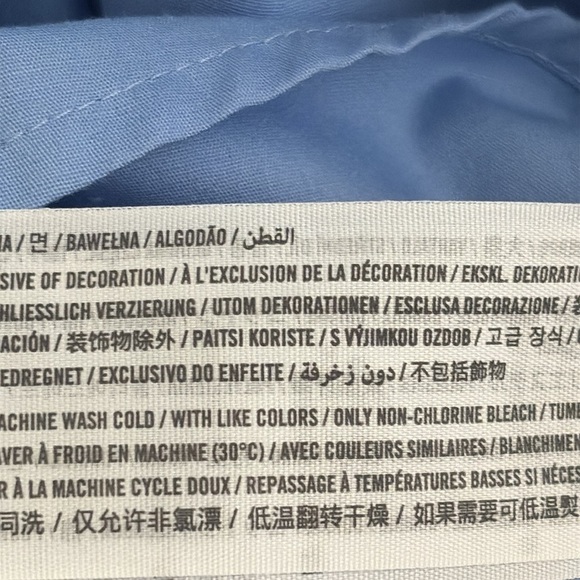 / 면 / BAWEŁNA / ALGODÃO / القطن
SIVE OF DECORATION / À L'EXCLUSION DE LA DÉCORATION / EKSKL. DEKORATI
HLIESSLICH VERZIERUNG / UTOM DEKORATIONEN / ESCLUSA DECORAZIONE /
ACIÓN / 装饰物除外 / PAITSI KORISTE / S VÝJIMKOU OZDOB / 고급 장식 /
EDREGNET / EXCLUSIVO DO ENFEITE / دون زخرفة / 不包括飾物
ACHINE WASH COLD / WITH LIKE COLORS / ONLY NON-CHLORINE BLEACH / TUMB
VER À FROID EN MACHINE (30°C) / AVEC COULEURS SIMILAIRES / BLANCHIMEN
R À LA MACHINE CYCLE DOUX / REPASSAGE À TEMPÉRATURES BASSES SI NÉCES
司洗 / 仅允许非氯漂 / 低温翻转干燥 / 如果需要可低温熨